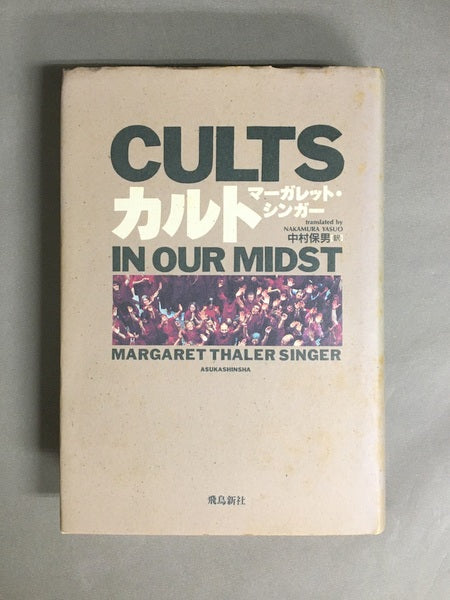 CULTS
カルト
マーガレット・
シンガー
translated by
NAKAMURA YASUO
中村保男 訳
IN OUR MIDST
MARGARET THALER SINGER
ASUKASHINSHA
飛鳥新社